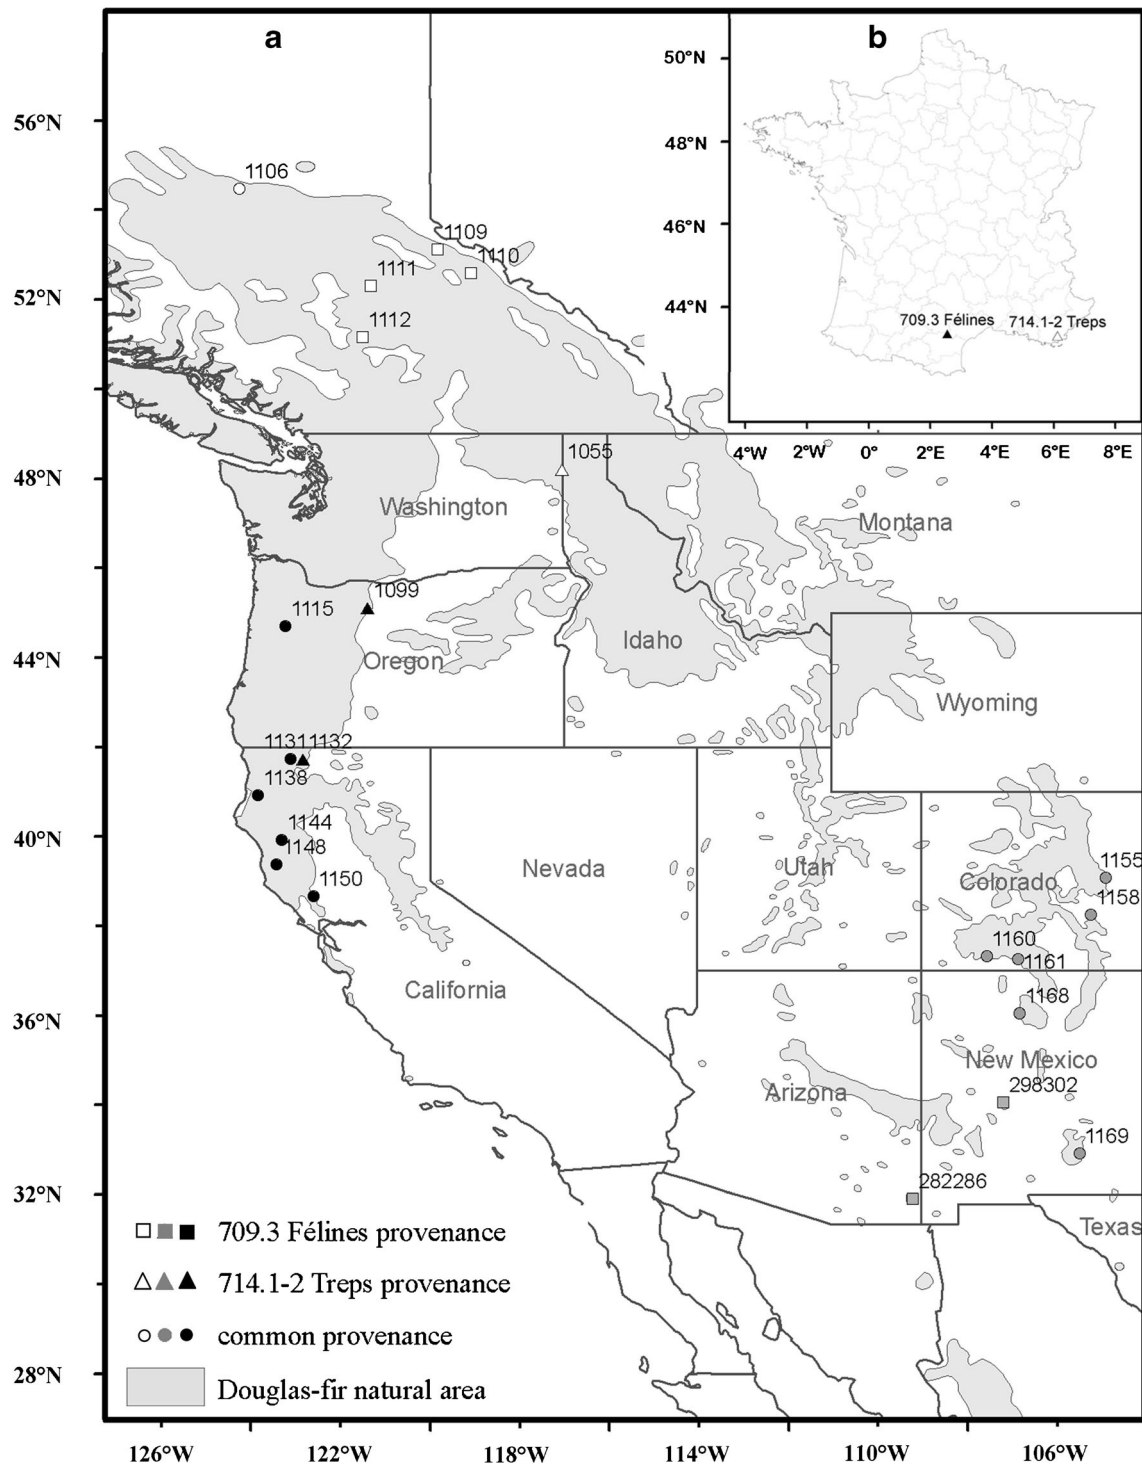 a
b
50°N
48°N
46°N
44°N
709.3 Félines
714.1-2 Treps
4°W
2°W
0°
2°E
4°E
6°E
8°E
56°N
52°N
48°N
44°N
40°N
36°N
32°N
28°N
1106
1109
1110
1111
1112
1055
Washington
Montana
1099
1115
Idaho
Oregon
Wyoming
1131
1132
1138
1144
1148
1150
Nevada
Utah
Colorado
1155
1158
1160
1161
California
1168
New Mexico
Arizona
298302
1169
282286
Texas
709.3 Félines provenance
714.1-2 Treps provenance
common provenance
Douglas-fir natural area
126°W
122°W
118°W
114°W
110°W
106°W